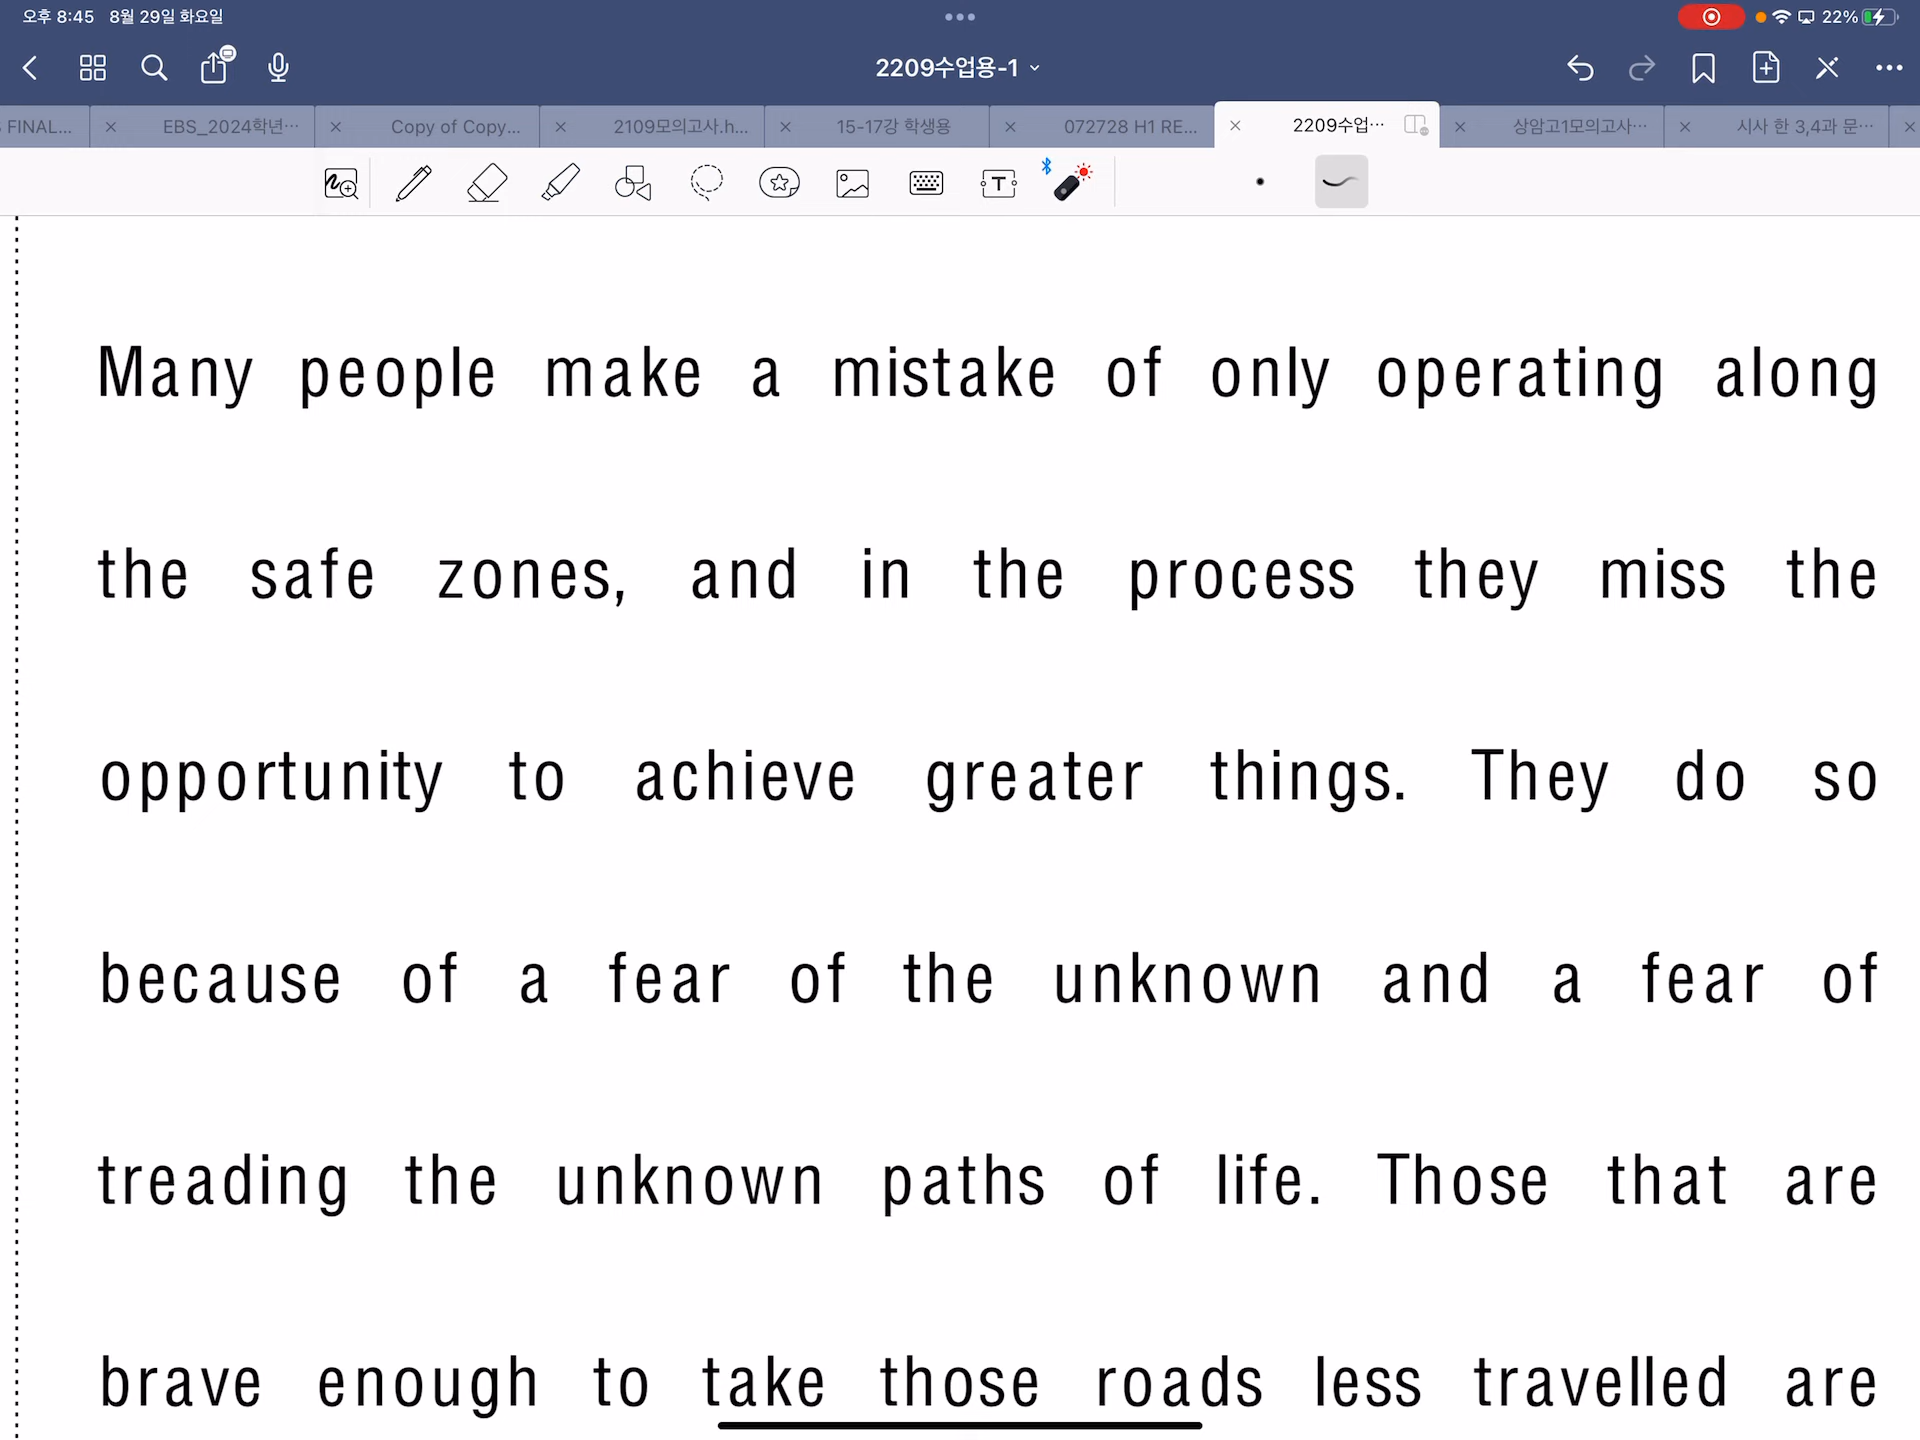 오후 8:45 8월 29일 화요일
22%
2209수업용-1
FINAL...
EBS_2024학년···
Copy of Copy...
2109모의고사.h...
15-17강 학생용
072728 H1 RE...
2209수업···
상암고1모의고사···
시사 한 3,4과 문···
Many people make a mistake of only operating along
the safe zones, and in the process they miss the
opportunity to achieve greater things. They do so
because of a fear of the unknown and a fear of
treading the unknown paths of life. Those that are
brave enough to take those roads less travelled are